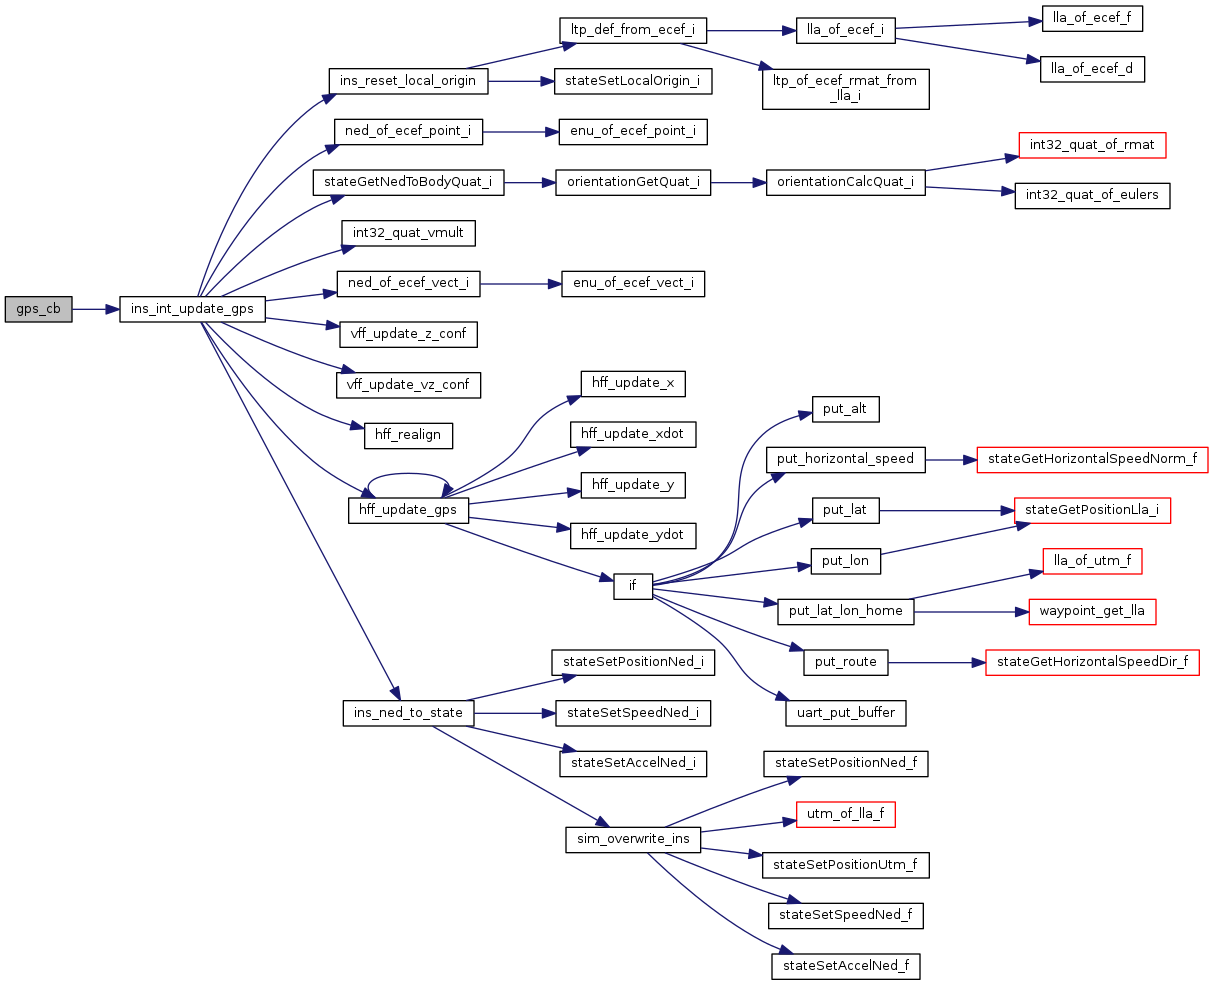 gps_cb
ins_int_update_gps
ins_reset_local_origin
ltp_def_from_ecef_i
lla_of_ecef_i
lla_of_ecef_f
lla_of_ecef_d
ltp_of_ecef_rmat_from
_lla_i
stateSetLocalOrigin_i
ned_of_ecef_point_i
enu_of_ecef_point_i
stateGetNedToBodyQuat_i
orientationGetQuat_i
orientationCalcQuat_i
int32_quat_of_rmat
int32_quat_of_eulers
int32_quat_vmult
ned_of_ecef_vect_i
enu_of_ecef_vect_i
vff_update_z_conf
vff_update_vz_conf
hff_realign
hff_update_gps
hff_update_x
hff_update_xdot
hff_update_y
hff_update_ydot
if
put_alt
put_horizontal_speed
stateGetHorizontalSpeedNorm_f
put_lat
stateGetPositionLla_i
put_lon
put_lat_lon_home
lla_of_utm_f
waypoint_get_lla
put_route
stateGetHorizontalSpeedDir_f
uart_put_buffer
ins_ned_to_state
stateSetPositionNed_i
stateSetSpeedNed_i
stateSetAccelNed_i
sim_overwrite_ins
stateSetPositionNed_f
utm_of_lla_f
stateSetPositionUtm_f
stateSetSpeedNed_f
stateSetAccelNed_f